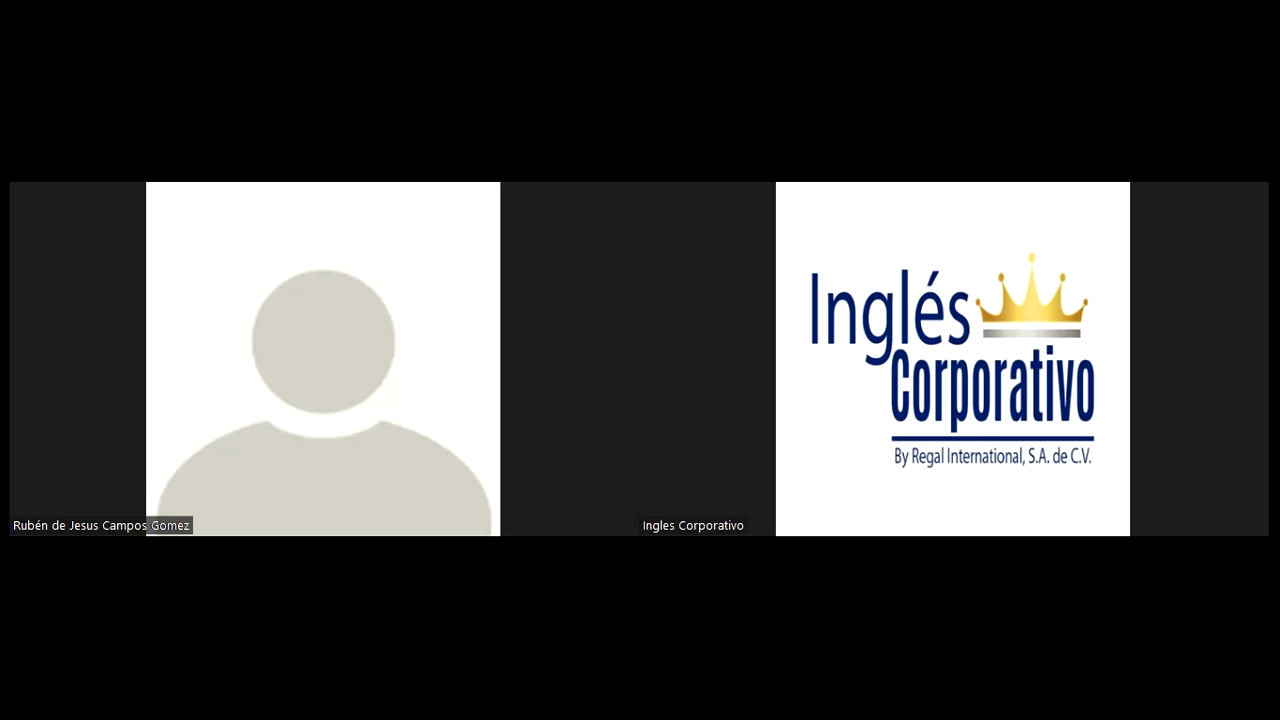 Inglés
Corporativo
By Regal International, S.A. de C.V.
Rubén de Jesus Campos Gomez
Ingles Corporativo